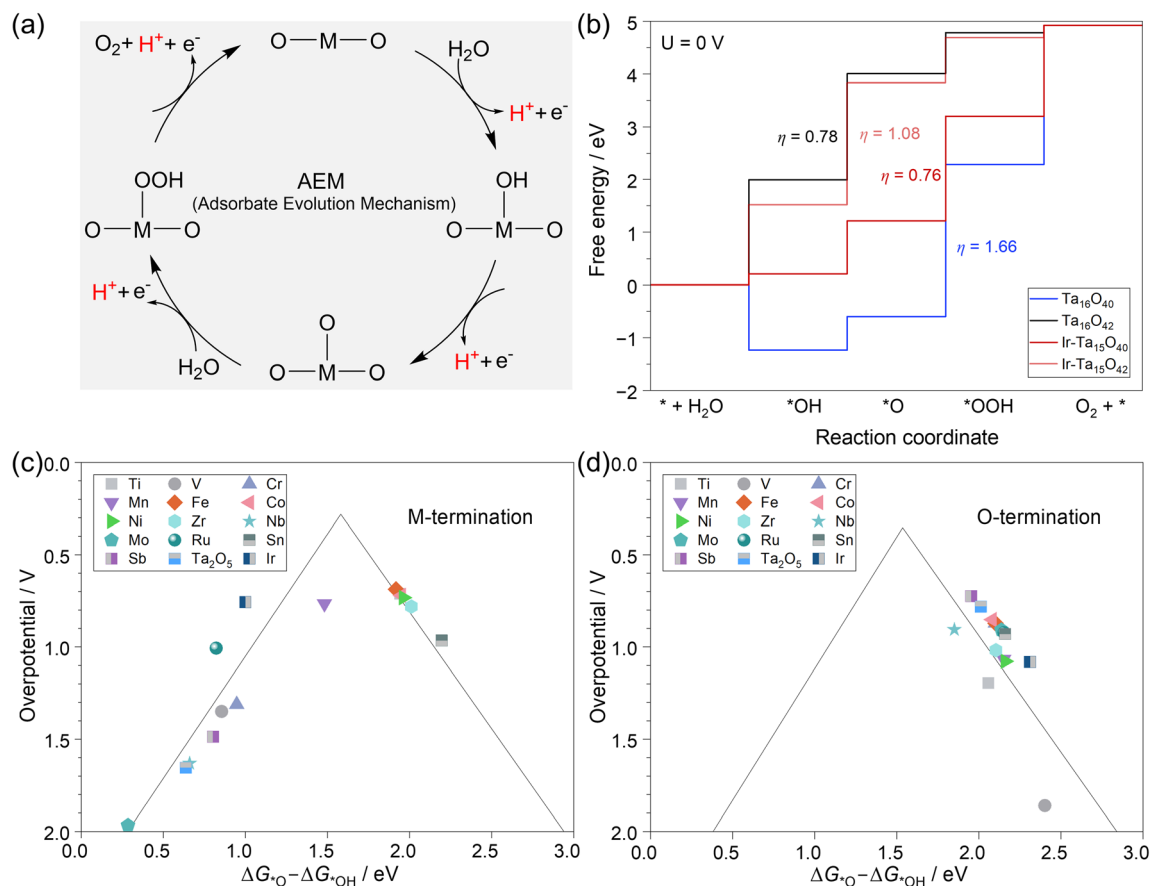 (a)
O₂+ H⁺+ e⁻
O—M—O
H₂O
H⁺+ e⁻
OOH
O—M—O
AEM
(Adsorbate Evolution Mechanism)
OH
O—M—O
H⁺+ e⁻
H₂O
O
O—M—O
H⁺+ e⁻
(b)
U = 0 V
Free energy / eV
5
4
3
2
1
0
−1
−2
η = 0.78
η = 1.08
η = 0.76
η = 1.66
Ta₁₆O₄₀
Ta₁₆O₄₂
Ir-Ta₁₅O₄₀
Ir-Ta₁₅O₄₂
* + H₂O
*OH
*O
*OOH
O₂ + *
Reaction coordinate
(c)
Overpotential / V
0.0
0.5
1.0
1.5
2.0
Ti V Cr
Mn Fe Co
Ni Zr Nb
Mo Ru Sn
Sb Ta₂O₅ Ir
M-termination
0.0 0.5 1.0 1.5 2.0 2.5 3.0
ΔG*O−ΔG*OH / eV
(d)
Overpotential / V
0.0
0.5
1.0
1.5
2.0
Ti V Cr
Mn Fe Co
Ni Zr Nb
Mo Ru Sn
Sb Ta₂O₅ Ir
O-termination
0.0 0.5 1.0 1.5 2.0 2.5 3.0
ΔG*O−ΔG*OH / eV